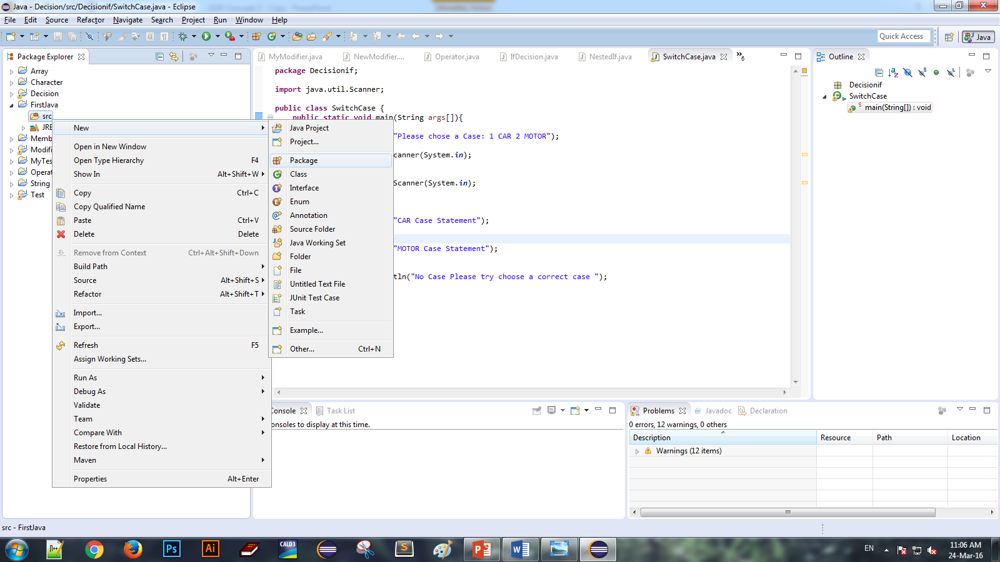 Java - Decision/src/Decisionif/SwitchCase.java - Eclipse
File Edit Source Refactor Navigate Search Project Run Window Help
Quick Access
Java
Package Explorer
Array
Character
Decision
FirstJava
src
JRE
Memb
Modifi
MyTes
Operat
String
Test
New
Open in New Window
Open Type Hierarchy F4
Show In Alt+Shift+W
Copy Ctrl+C
Copy Qualified Name
Paste Ctrl+V
Delete Delete
Remove from Context Ctrl+Alt+Shift+Down
Build Path
Source Alt+Shift+S
Refactor Alt+Shift+T
Import...
Export...
Refresh F5
Assign Working Sets...
Run As
Debug As
Validate
Team
Compare With
Restore from Local History...
Maven
Properties Alt+Enter
Java Project
Project...
Package
Class
Interface
Enum
Annotation
Source Folder
Java Working Set
Folder
File
Untitled Text File
JUnit Test Case
Task
Example...
Other... Ctrl+N
MyModifier.java NewModifier.... Operator.java IfDecision.java NestedIf.java SwitchCase.java »6
package Decisionif;
import java.util.Scanner;
public class SwitchCase {
public static void main(String args[]){
"Please chose a Case: 1 CAR 2 MOTOR");
canner(System.in);
Scanner(System.in);
"CAR Case Statement");
"MOTOR Case Statement");
tln("No Case Please try choose a correct case ");
Outline
Decisionif
SwitchCase
main(String[]) : void
Console Task List
onsoles to display at this time.
Problems @ Javadoc Declaration
0 errors, 12 warnings, 0 others
Description Resource Path Location
Warnings (12 items)
src - FirstJava
Ps
Ai
CALD3
EN
11:06 AM
24-Mar-16